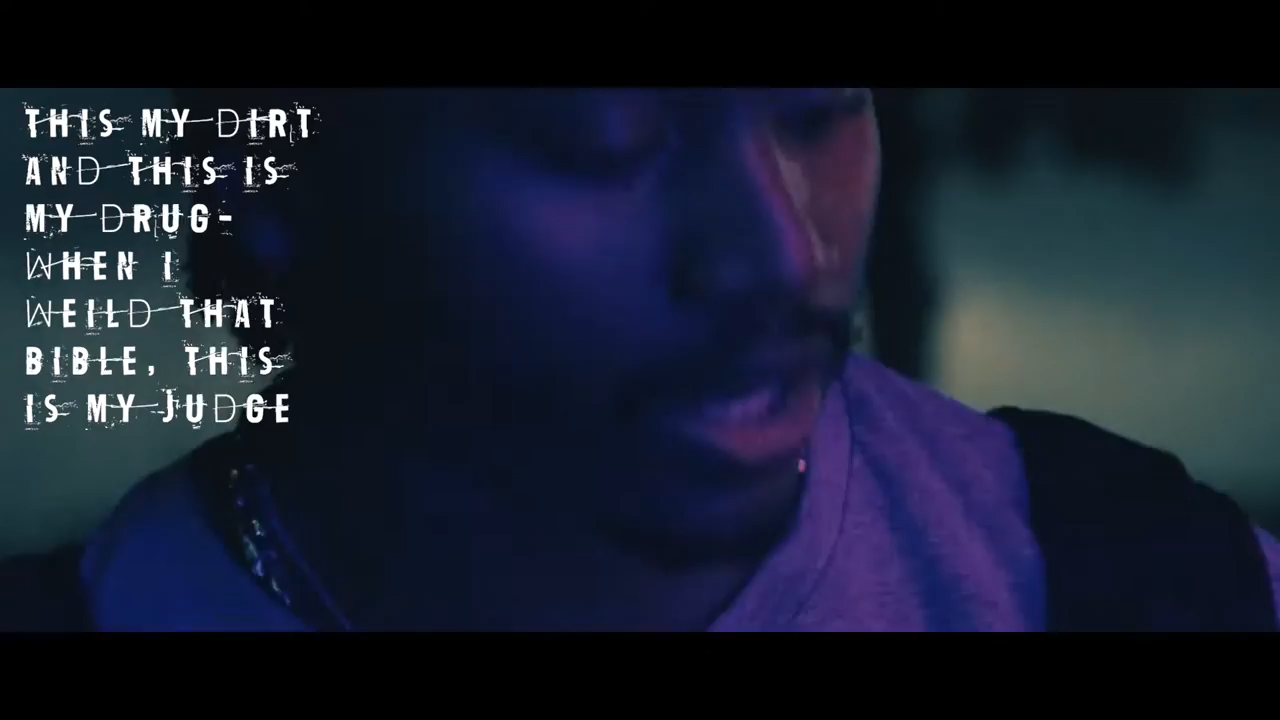 THIS MY DIRT
AND THIS IS
MY DRUG-
WHEN I
WEILD THAT
BIBLE, THIS
IS MY JUDGE